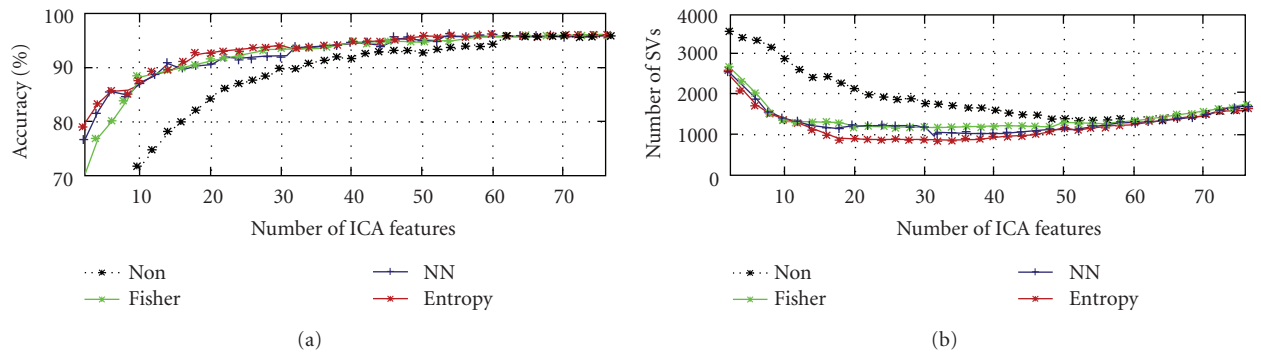 100
90
80
70
Accuracy (%)
10 20 30 40 50 60 70
Number of ICA features
Non
Fisher
NN
Entropy
(a)
4000
3000
2000
1000
0
Number of SVs
10 20 30 40 50 60 70
Number of ICA features
Non
Fisher
NN
Entropy
(b)